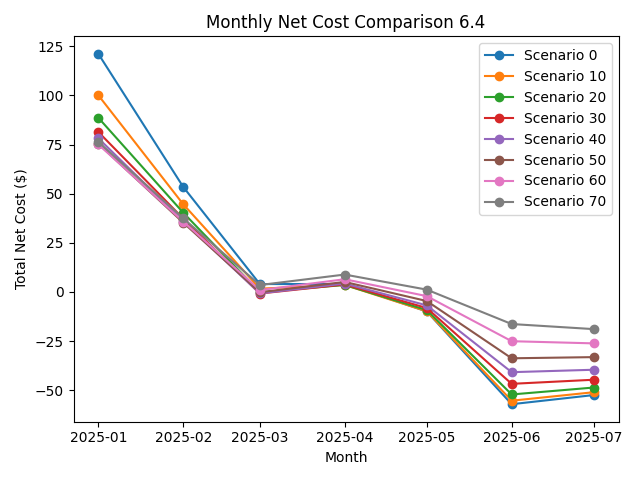 Monthly Net Cost Comparison 6.4
Total Net Cost ($)
125
100
75
50
25
0
−25
−50
Scenario 0
Scenario 10
Scenario 20
Scenario 30
Scenario 40
Scenario 50
Scenario 60
Scenario 70
2025-01
2025-02
2025-03
2025-04
2025-05
2025-06
2025-07
Month